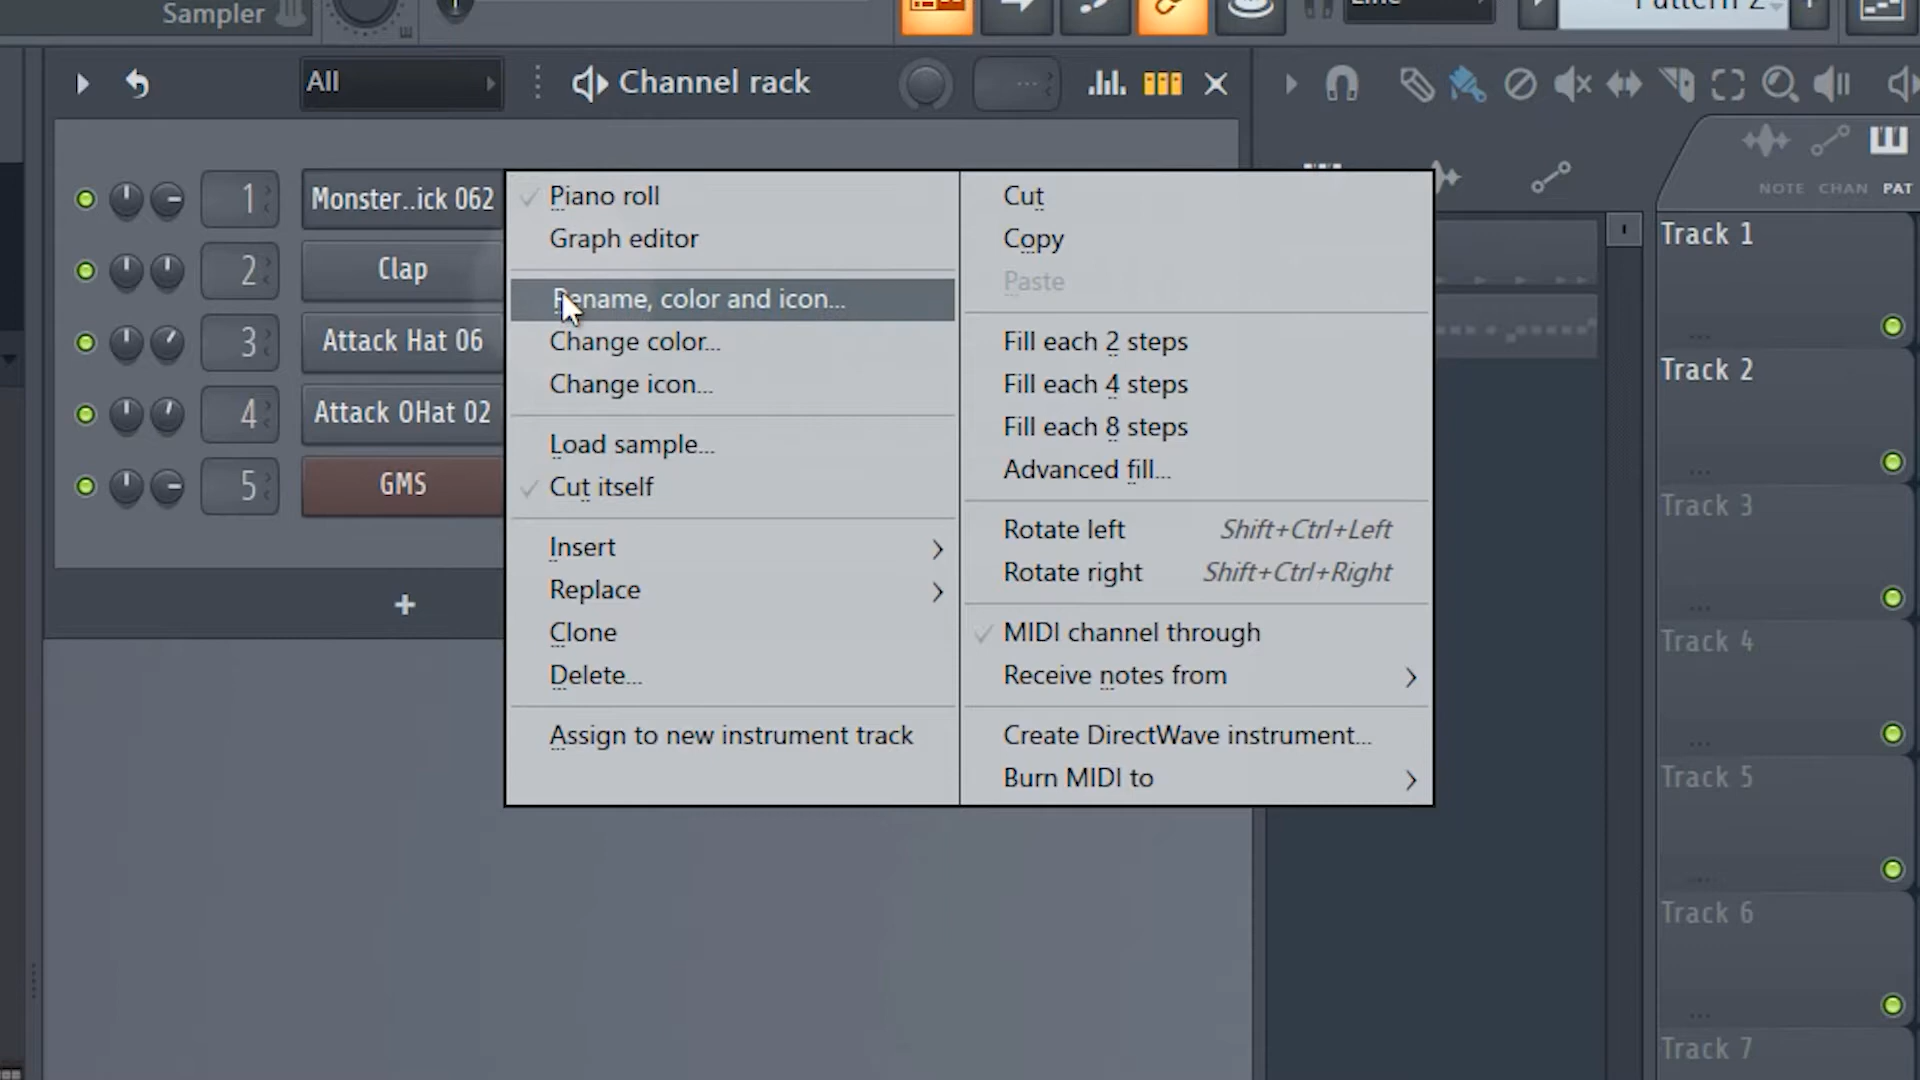 Sampler
Line
Pattern 2
All
Channel rack
NOTE CHAN PAT
1
Monster..ick 062
2
Clap
3
Attack Hat 06
4
Attack OHat 02
5
GMS
+
Piano roll
Graph editor
Rename, color and icon...
Change color...
Change icon...
Load sample...
Cut itself
Insert
Replace
Clone
Delete...
Assign to new instrument track
Cut
Copy
Paste
Fill each 2 steps
Fill each 4 steps
Fill each 8 steps
Advanced fill...
Rotate left Shift+Ctrl+Left
Rotate right Shift+Ctrl+Right
MIDI channel through
Receive notes from
Create DirectWave instrument...
Burn MIDI to
Track 1
Track 2
Track 3
Track 4
Track 5
Track 6
Track 7